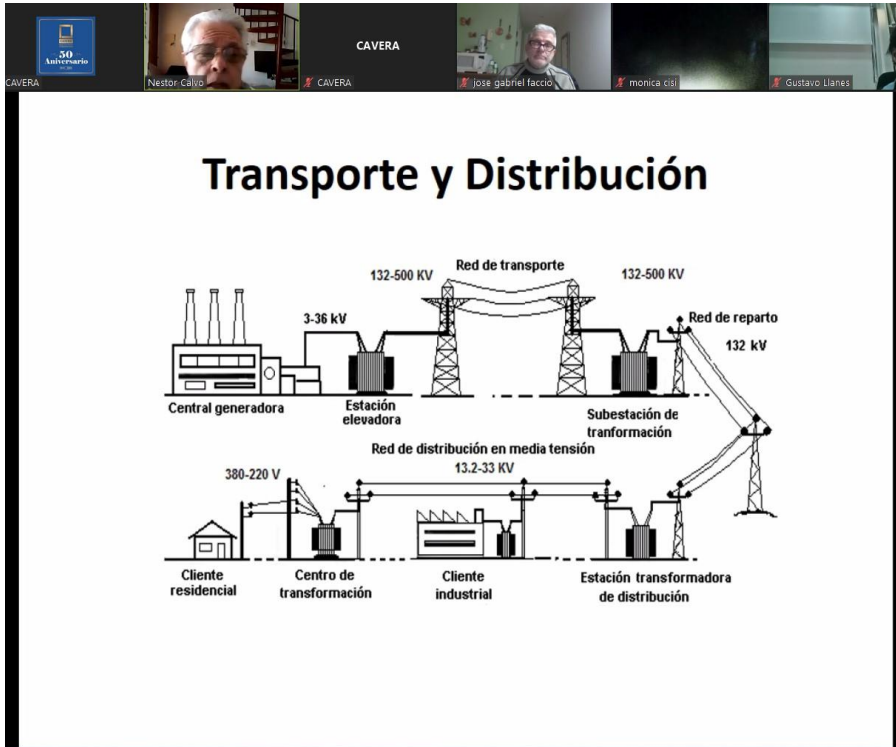 50
Aniversario
CAVERA
Nestor Calvo
CAVERA
CAVERA
jose gabriel faccio
monica cisi
Gustavo Llanes
Transporte y Distribución
Red de transporte
132-500 KV
132-500 KV
3-36 kV
Red de reparto
132 kV
Central generadora
Estación
elevadora
Subestación de
tranformación
Red de distribución en media tensión
13.2-33 KV
380-220 V
Cliente
residencial
Centro de
transformación
Cliente
industrial
Estación transformadora
de distribución